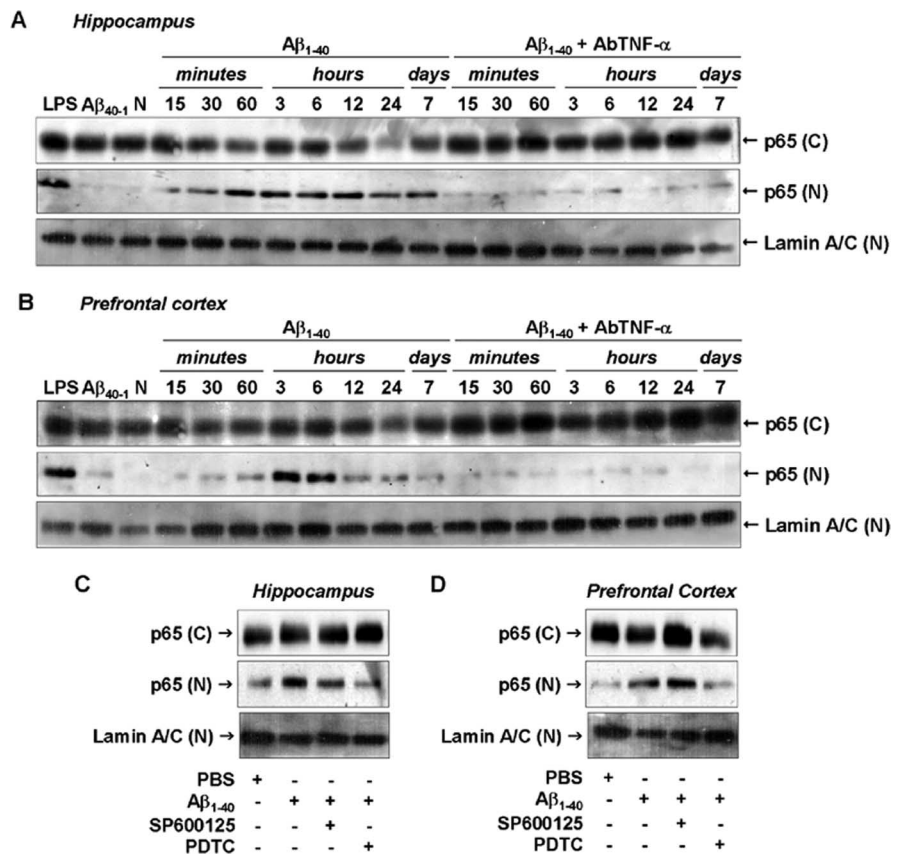 A Hippocampus
Aβ1-40 Aβ1-40 + AbTNF-α
minutes hours days minutes hours days
LPS Aβ40-1 N 15 30 60 3 6 12 24 7 15 30 60 3 6 12 24 7
← p65 (C)
← p65 (N)
← Lamin A/C (N)
B Prefrontal cortex
Aβ1-40 Aβ1-40 + AbTNF-α
minutes hours days minutes hours days
LPS Aβ40-1 N 15 30 60 3 6 12 24 7 15 30 60 3 6 12 24 7
← p65 (C)
← p65 (N)
← Lamin A/C (N)
C Hippocampus
p65 (C) →
p65 (N) →
Lamin A/C (N) →
PBS + - - -
Aβ1-40 - + + +
SP600125 - - + -
PDTC - - - +
D Prefrontal Cortex
p65 (C) →
p65 (N) →
Lamin A/C (N) →
PBS + - - -
Aβ1-40 - + + +
SP600125 - - + -
PDTC - - - +